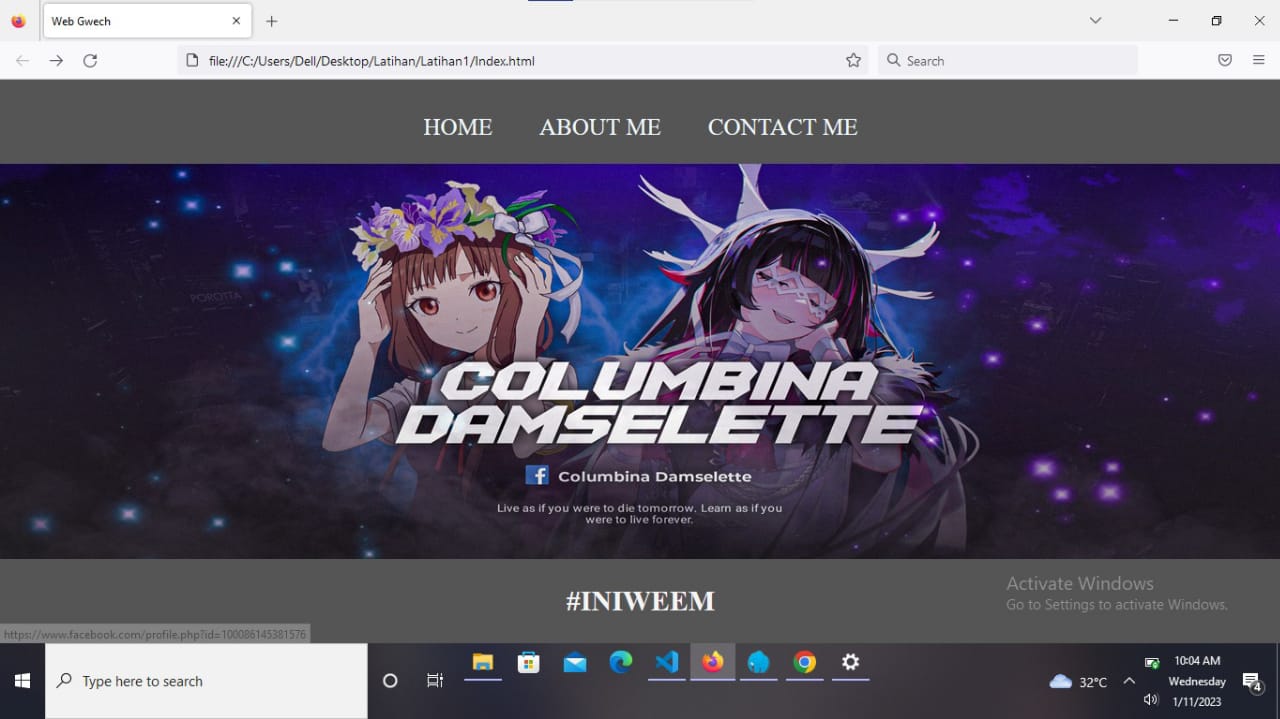 Web Gwech
file:///C:/Users/Dell/Desktop/Latihan/Latihan1/Index.html
Search
HOME ABOUT ME CONTACT ME
POROTTA
COLUMBINA
DAMSELETTE
Columbina Damselette
Live as if you were to die tomorrow. Learn as if you
were to live forever.
#INIWEEM
Activate Windows
Go to Settings to activate Windows.
https://www.facebook.com/profile.php?id=100086145381576
Type here to search
32°C
10:04 AM
Wednesday
1/11/2023
4